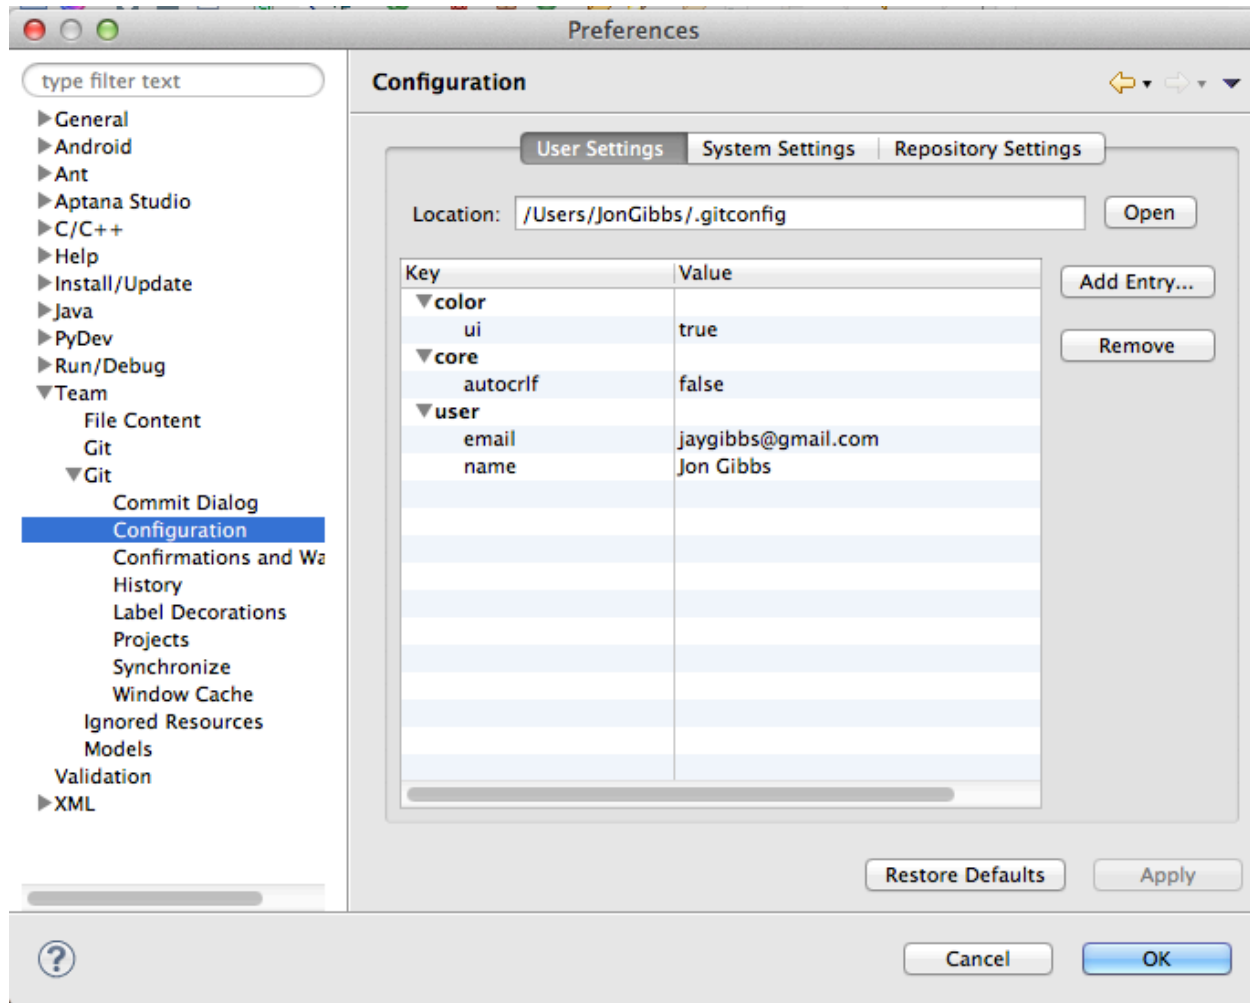 Preferences
type filter text
General
Android
Ant
Aptana Studio
C/C++
Help
Install/Update
Java
PyDev
Run/Debug
Team
File Content
Git
Git
Commit Dialog
Configuration
Confirmations and Wa
History
Label Decorations
Projects
Synchronize
Window Cache
Ignored Resources
Models
Validation
XML
Configuration
User Settings System Settings Repository Settings
Location: /Users/JonGibbs/.gitconfig Open
Key Value
color
ui true
core
autocrlf false
user
email jaygibbs@gmail.com
name Jon Gibbs
Add Entry...
Remove
Restore Defaults Apply
? Cancel OK